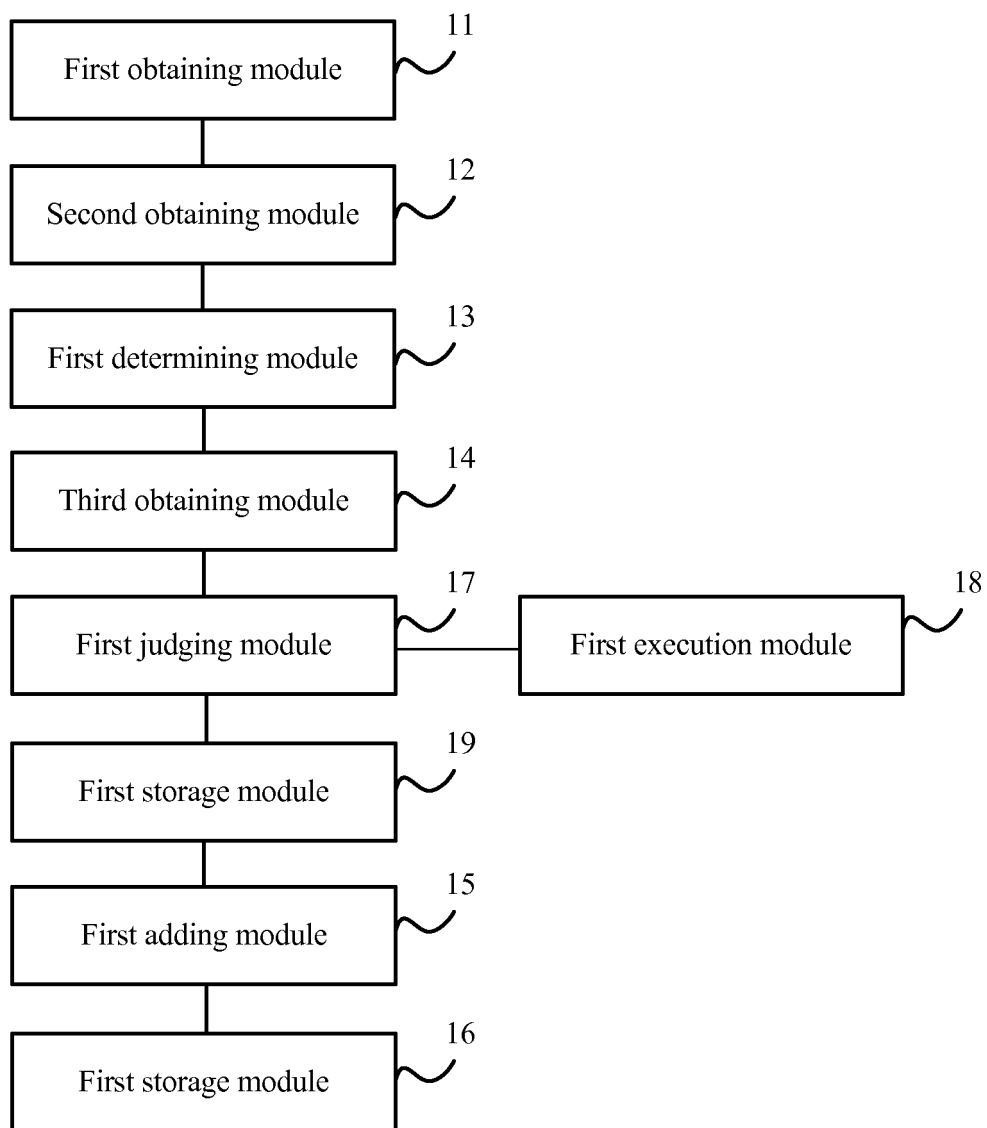 11
First obtaining module
12
Second obtaining module
13
First determining module
14
Third obtaining module
17
18
First judging module
First execution module
19
First storage module
15
First adding module
16
First storage module